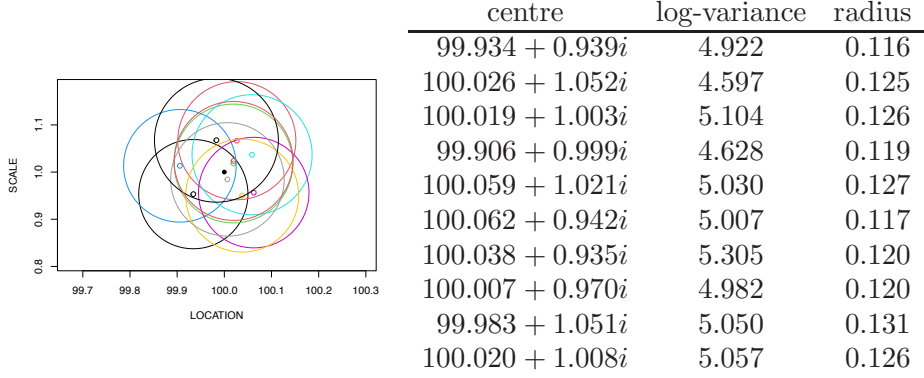 SCALE
1.1
1.0
0.9
0.8
99.7 99.8 99.9 100.0 100.1 100.2 100.3
LOCATION
centre log-variance radius
99.934 + 0.939i 4.922 0.116
100.026 + 1.052i 4.597 0.125
100.019 + 1.003i 5.104 0.126
99.906 + 0.999i 4.628 0.119
100.059 + 1.021i 5.030 0.127
100.062 + 0.942i 5.007 0.117
100.038 + 0.935i 5.305 0.120
100.007 + 0.970i 4.982 0.120
99.983 + 1.051i 5.050 0.131
100.020 + 1.008i 5.057 0.126